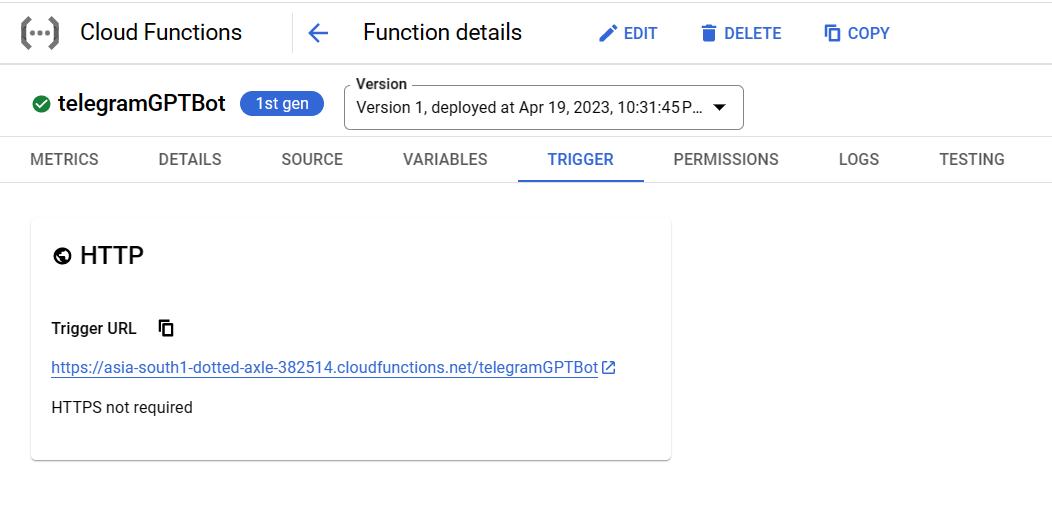 Cloud Functions
Function details
EDIT
DELETE
COPY
telegramGPTBot
1st gen
Version
Version 1, deployed at Apr 19, 2023, 10:31:45 P...
METRICS
DETAILS
SOURCE
VARIABLES
TRIGGER
PERMISSIONS
LOGS
TESTING
HTTP
Trigger URL
https://asia-south1-dotted-axle-382514.cloudfunctions.net/telegramGPTBot
HTTPS not required